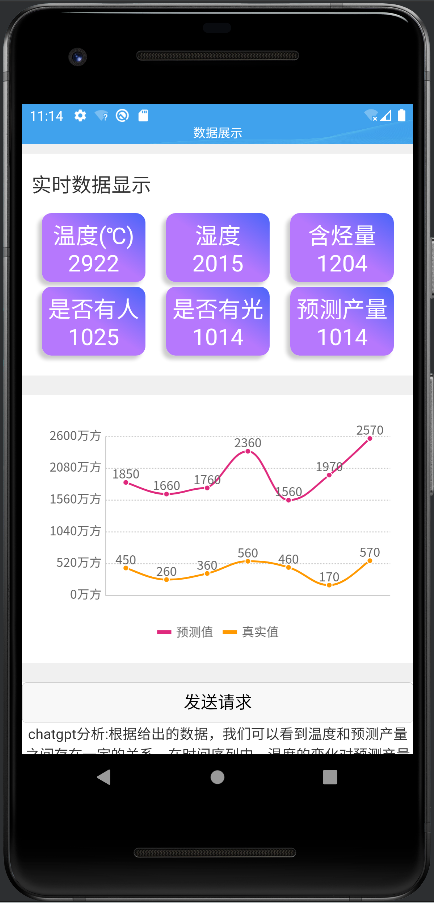 11:14
数据展示
实时数据显示
温度(℃) 湿度 含烃量
2922 2015 1204
是否有人 是否有光 预测产量
1025 1014 1014
2600万方
2080万方
1560万方
1040万方
520万方
0万方
1850 1660 1760 2360 1560 1970 2570
450 260 360 560 460 170 570
预测值 真实值
发送请求
chatgpt分析:根据给出的数据，我们可以看到温度和预测产量
之间存在一定的关系。在时间序列中，温度的变化对预测产量